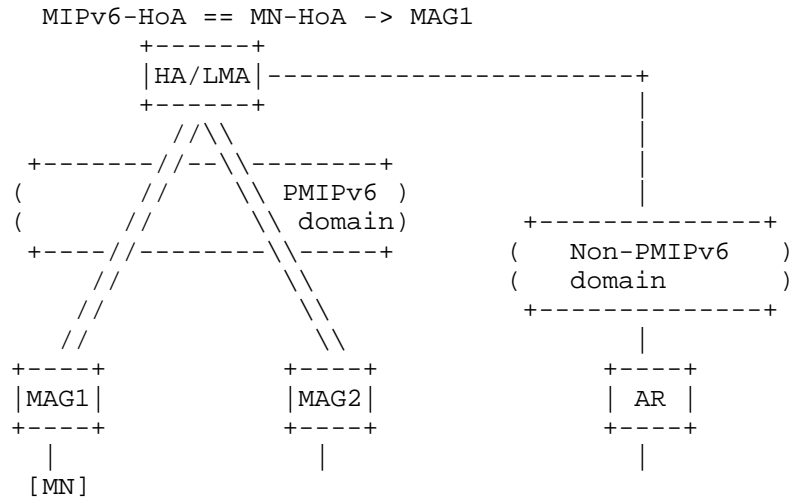 MIPv6-HoA == MN-HoA -> MAG1
HA/LMA
PMIPv6
domain
Non-PMIPv6
domain
MAG1 MAG2 AR
[MN]